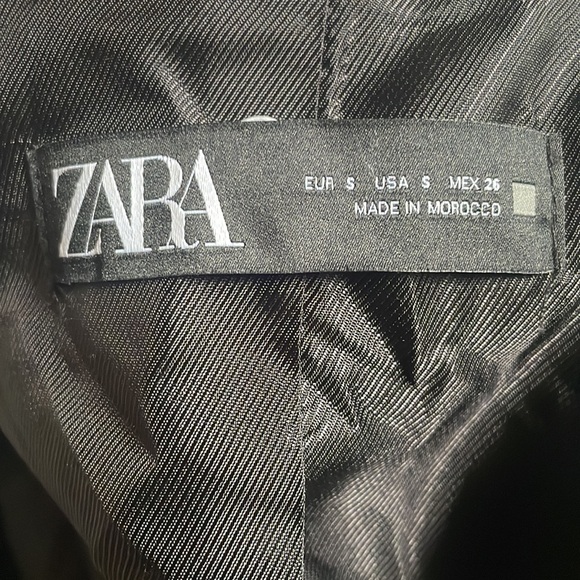 ZARA
EUR S USA S MEX 26
MADE IN MOROCCO